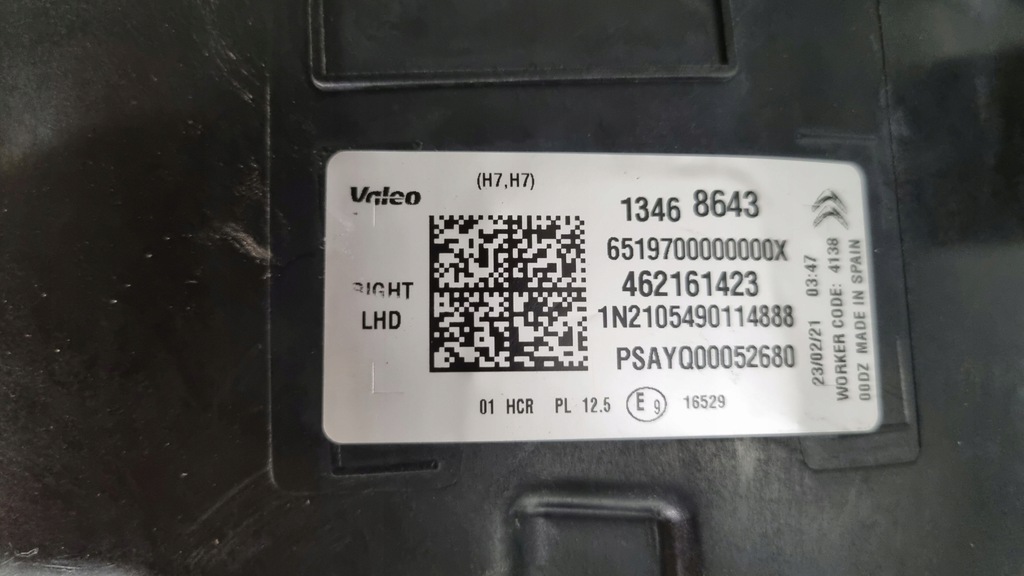 Valeo
(H7,H7)
RIGHT
LHD
1346 8643
6519700000000X
462161423
1N2105490114888
PSAYQ00052680
01 HCR PL 12.5 E9 16529
23/02/21 03:47
WORKER CODE: 4138
00DZ MADE IN SPAIN